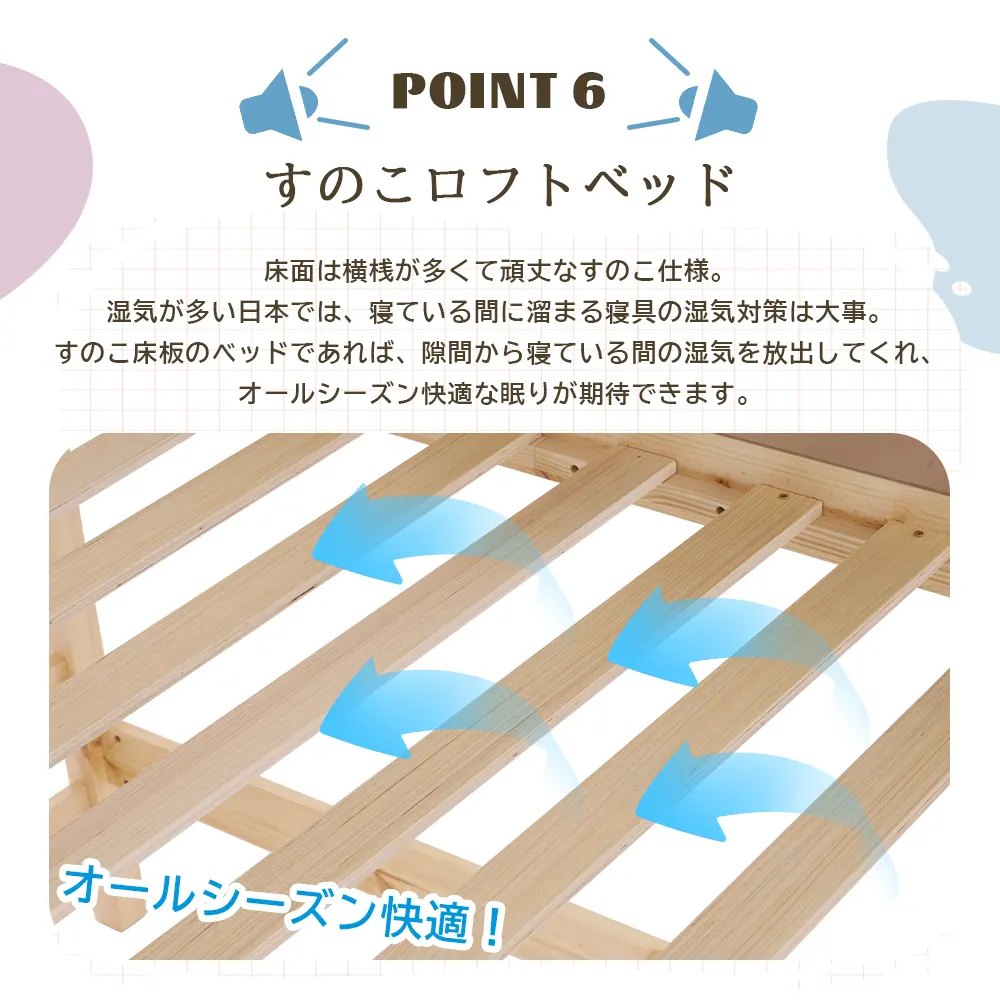 POINT 6
すのこロフトベッド
床面は横桟が多くて頑丈なすのこ仕様。
湿気が多い日本では、寝ている間に溜まる寝具の湿気対策は大事。
すのこ床板のベッドであれば、隙間から寝ている間の湿気を放出してくれ、
オールシーズン快適な眠りが期待できます。
オールシーズン快適！